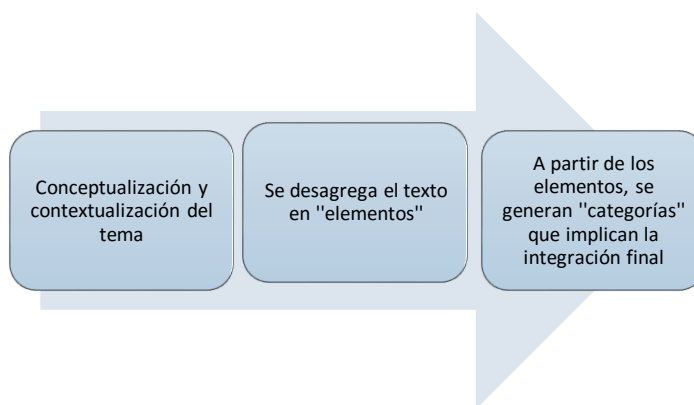 Conceptualización y
contextualización del
tema
Se desagrega el texto
en "elementos"
A partir de los
elementos, se
generan "categorías"
que implican la
integración final